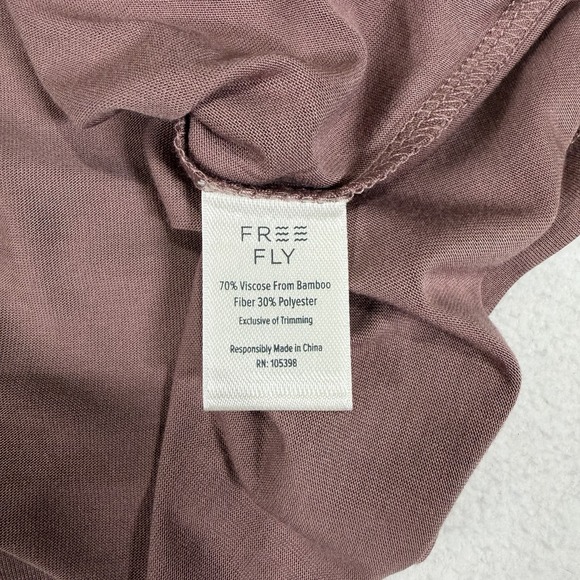 FREE
FLY
70% Viscose From Bamboo
Fiber 30% Polyester
Exclusive of Trimming
Responsibly Made in China
RN: 105398